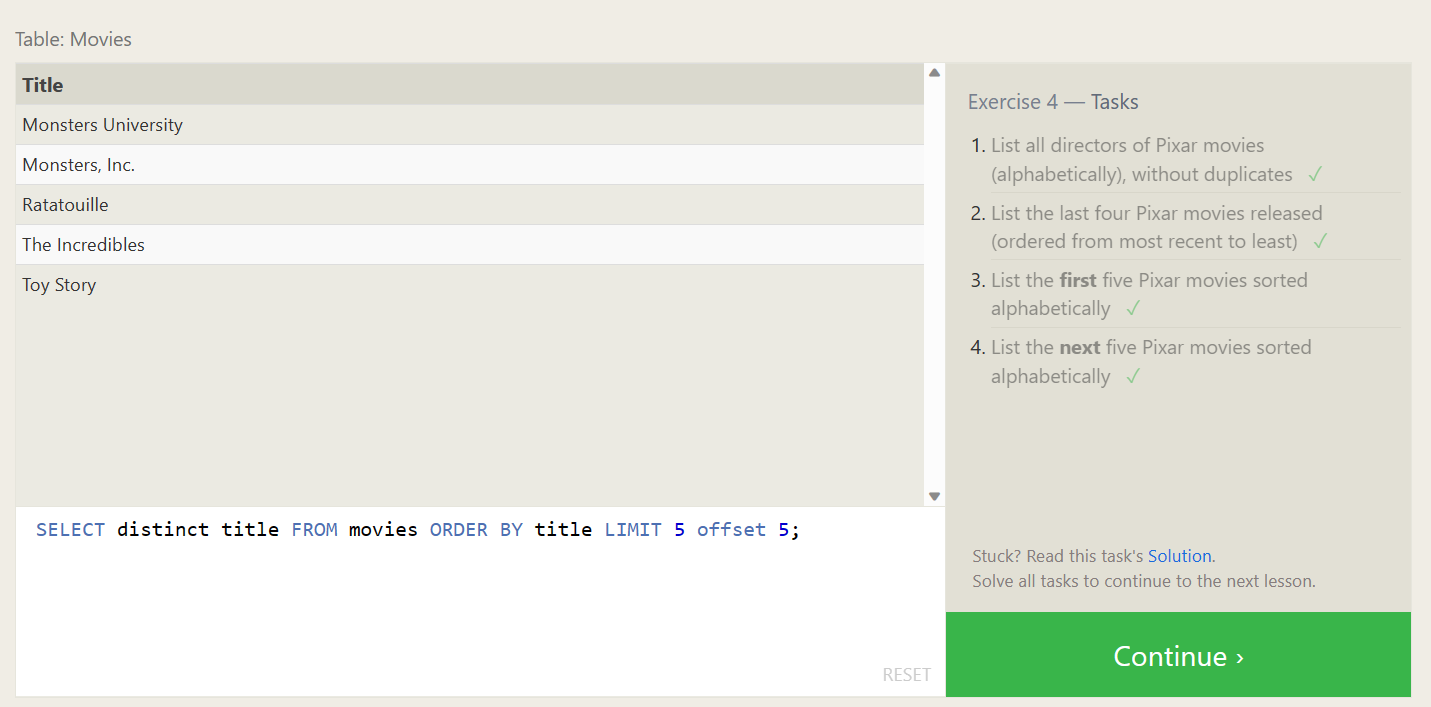 Table: Movies
Title
Monsters University
Monsters, Inc.
Ratatouille
The Incredibles
Toy Story
SELECT distinct title FROM movies ORDER BY title LIMIT 5 offset 5;
RESET
Exercise 4 — Tasks
1. List all directors of Pixar movies
(alphabetically), without duplicates ✓
2. List the last four Pixar movies released
(ordered from most recent to least) ✓
3. List the first five Pixar movies sorted
alphabetically ✓
4. List the next five Pixar movies sorted
alphabetically ✓
Stuck? Read this task's Solution.
Solve all tasks to continue to the next lesson.
Continue ›